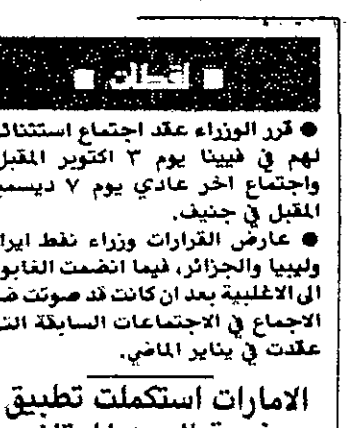 ■ لقطات ■
● قرر الوزراء عقد اجتماع استثنائ
لهم في فيينا يوم ٣ اكتوبر المقبل
واجتماع اخر عادي يوم ٧ ديسمب
المقبل في جنيف.
● عارض القرارات وزراء نفط ايرا
وليبيا والجزائر، فيما انضمت الغابو
الى الاغلبية بعد ان كانت قد صوتت ضد
الاجماع في الاجتماعات السابقة الت
عقدت في يناير الماضي.
الامارات استكملت تطبيق